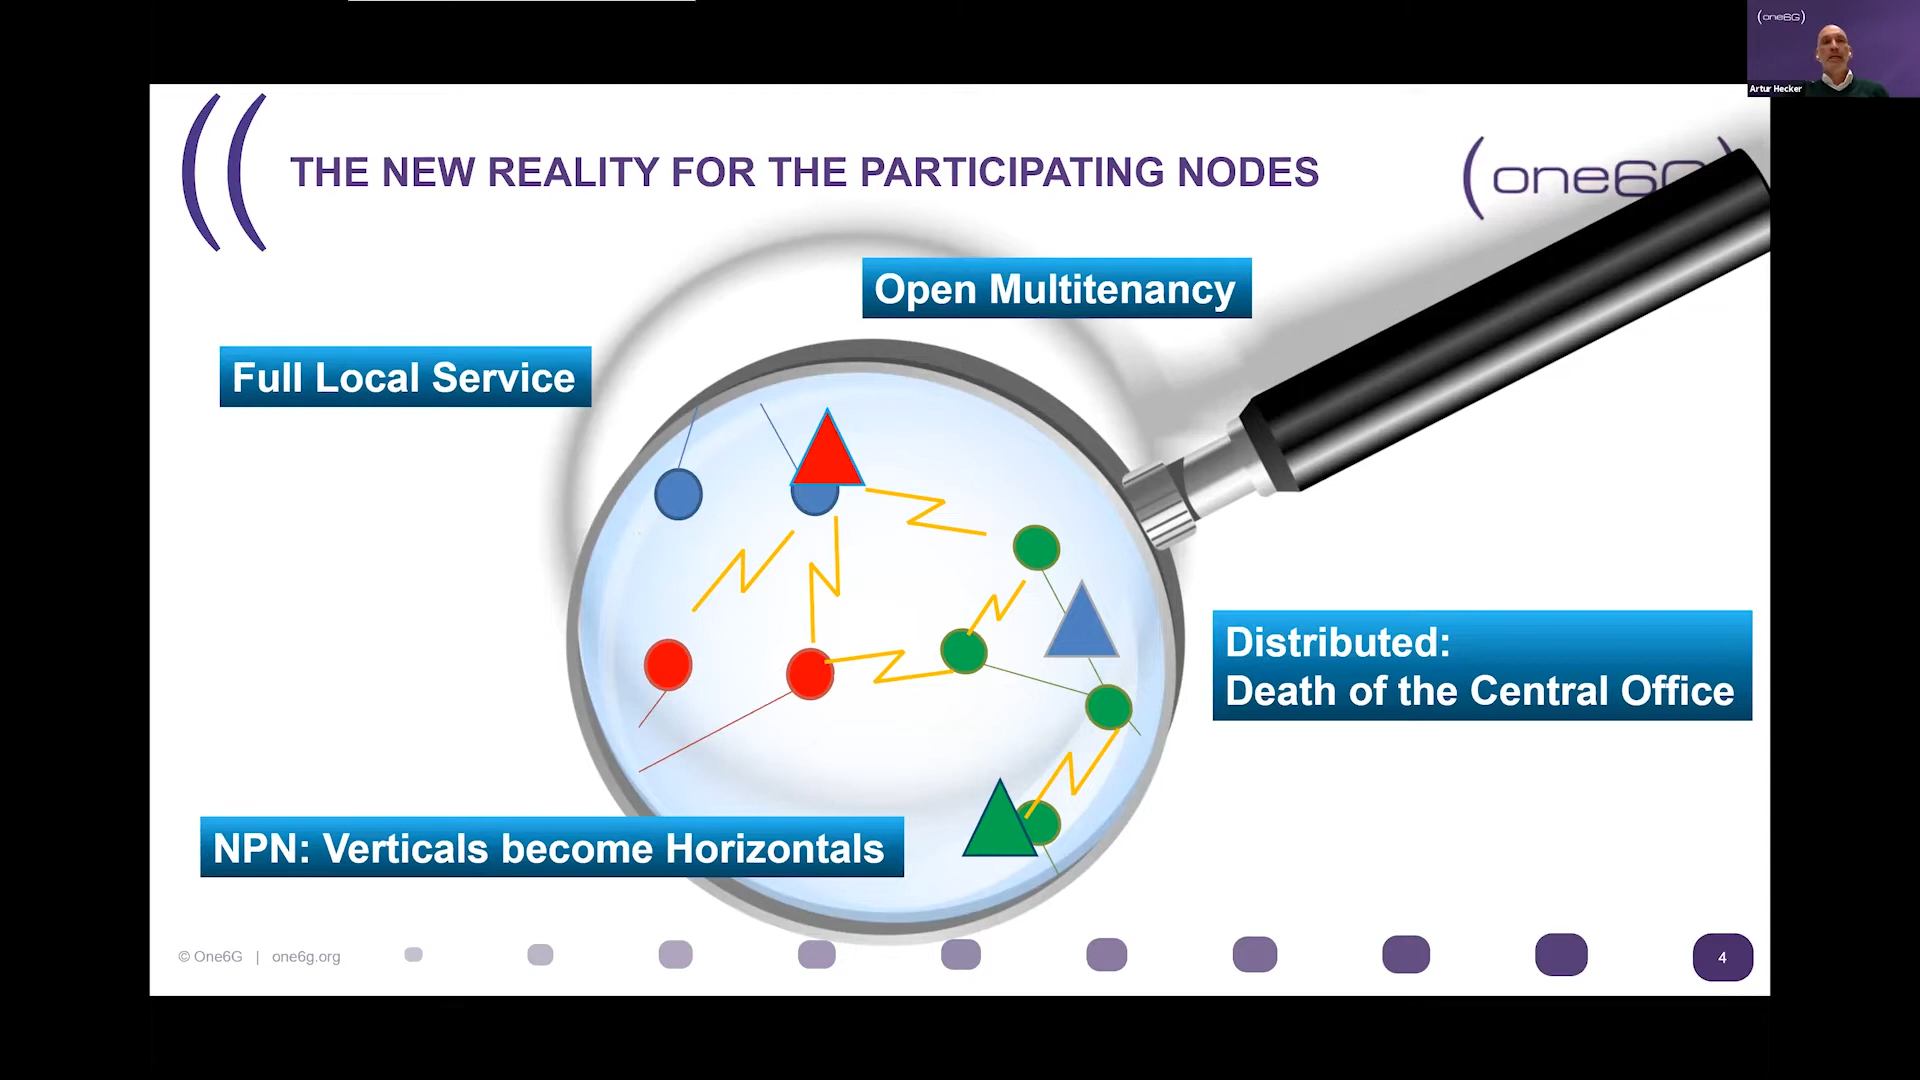 (one6G)
Artur Hecker
THE NEW REALITY FOR THE PARTICIPATING NODES
(one6G)
Open Multitenancy
Full Local Service
Distributed:
Death of the Central Office
NPN: Verticals become Horizontals
© One6G | one6g.org
4